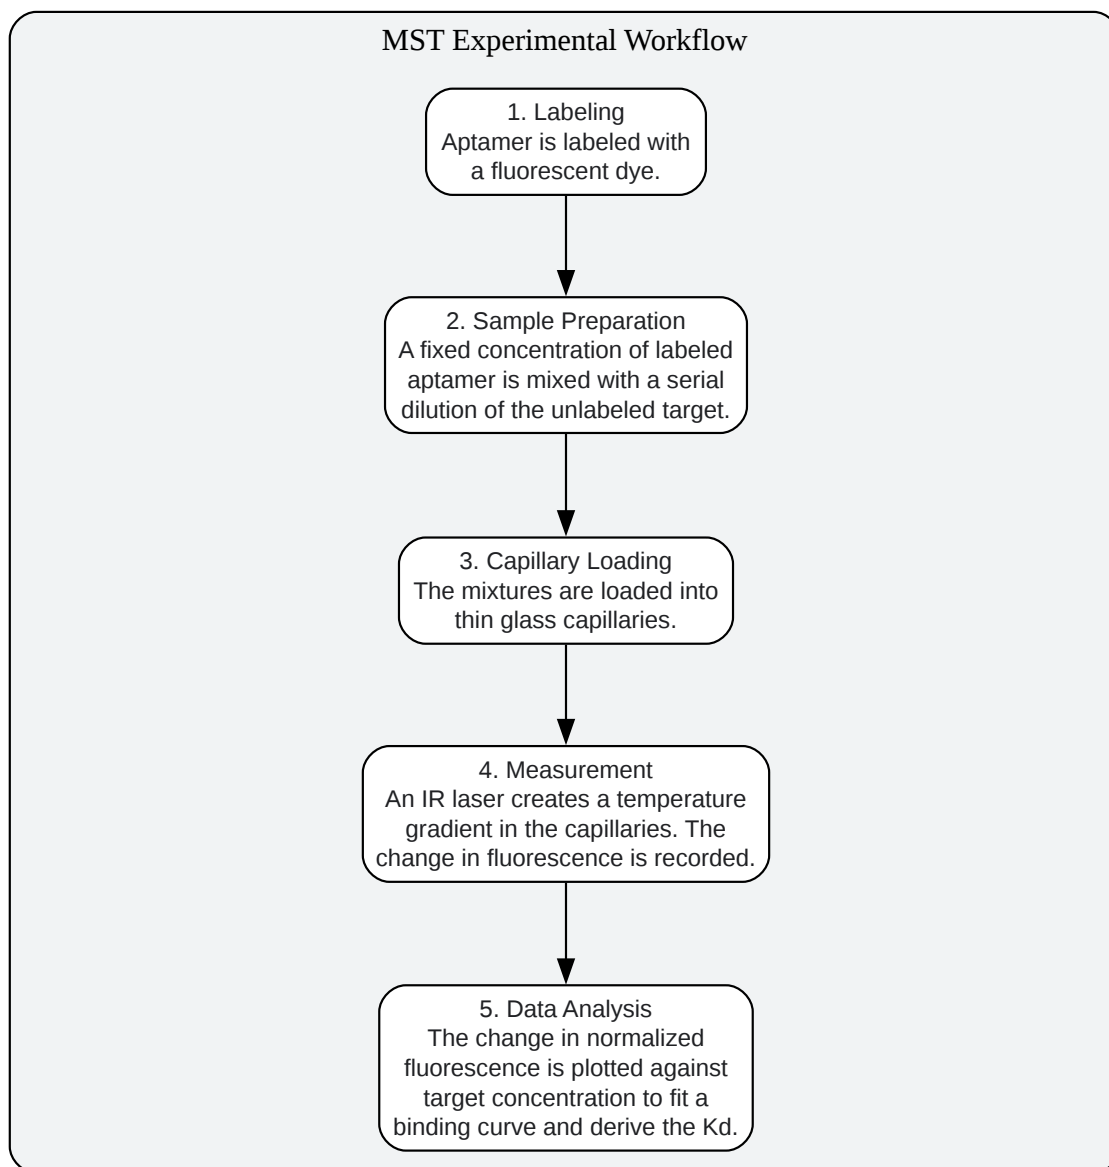 MST Experimental Workflow
1. Labeling
Aptamer is labeled with
a fluorescent dye.
2. Sample Preparation
A fixed concentration of labeled
aptamer is mixed with a serial
dilution of the unlabeled target.
3. Capillary Loading
The mixtures are loaded into
thin glass capillaries.
4. Measurement
An IR laser creates a temperature
gradient in the capillaries. The
change in fluorescence is recorded.
5. Data Analysis
The change in normalized
fluorescence is plotted against
target concentration to fit a
binding curve and derive the Kd.